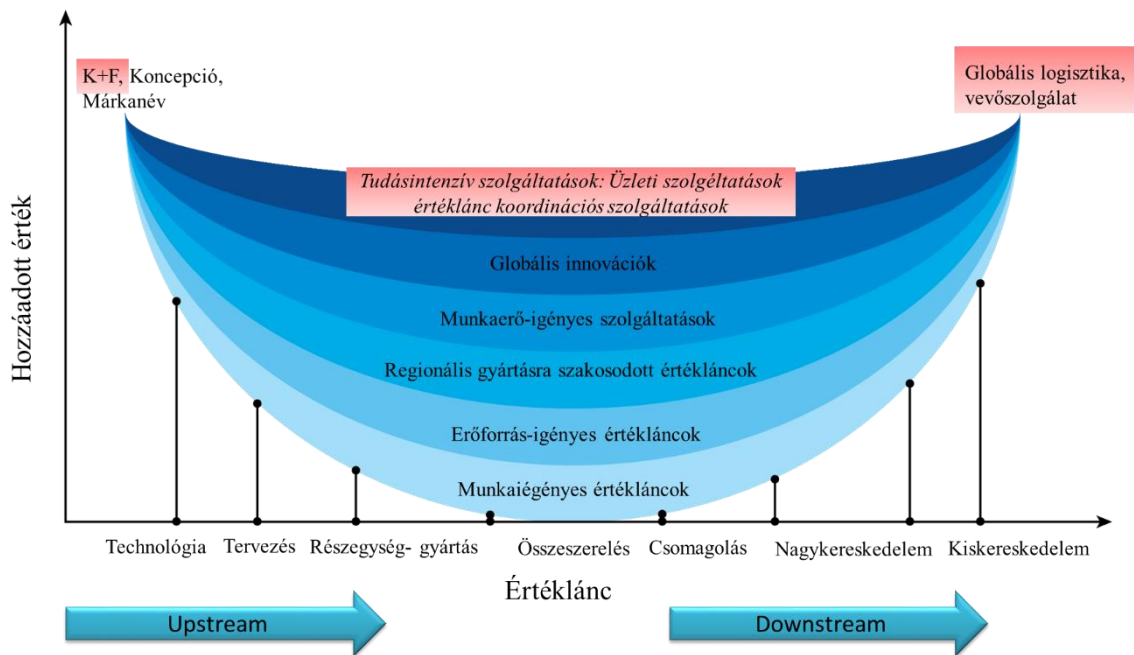 K+F, Koncepció,
Márkanév
Globális logisztika,
vevőszolgálat
Hozzáadott érték
Tudásintenzív szolgáltatások: Üzleti szolgéltatások
értéklánc koordinációs szolgáltatások
Globális innovációk
Munkaerő-igényes szolgáltatások
Regionális gyártásra szakosodott értékláncok
Erőforrás-igényes értékláncok
Munkaiégényes értékláncok
Technológia
Tervezés
Részegység- gyártás
Összeszerelés
Csomagolás
Nagykereskedelem
Kiskereskedelem
Értéklánc
Upstream
Downstream